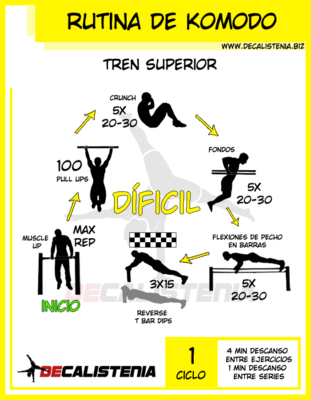 RUTINA DE KOMODO
WWW.DECALISTENIA.BIZ
TREN SUPERIOR
CRUNCH
5X
20-30
FONDOS
5X
20-30
100
PULL UPS
DÍFICIL
MUSCLE
UP
MAX
REP
FLEXIONES DE PECHO
EN BARRAS
5X
20-30
3X15
REVERSE
T BAR DIPS
INICIO
DECALISTENIA
DECALISTENIA
1
CICLO
4 MIN DESCANSO
ENTRE EJERCICIOS
1 MIN DESCANSO
ENTRE SERIES